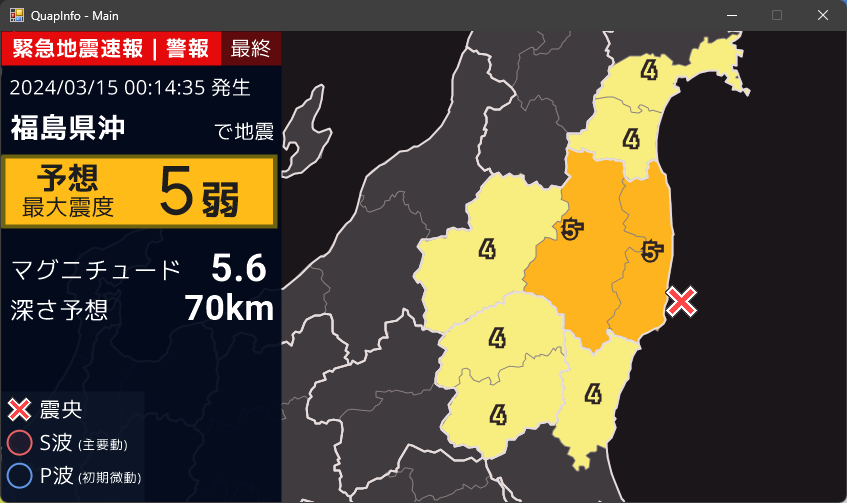 QuapInfo - Main
緊急地震速報 | 警報 最終
2024/03/15 00:14:35 発生
福島県沖 で地震
予想
最大震度
5弱
マグニチュード 5.6
深さ予想 70km
震央
S波 (主要動)
P波 (初期微動)
4
4
5-
5-
4
4
4
4